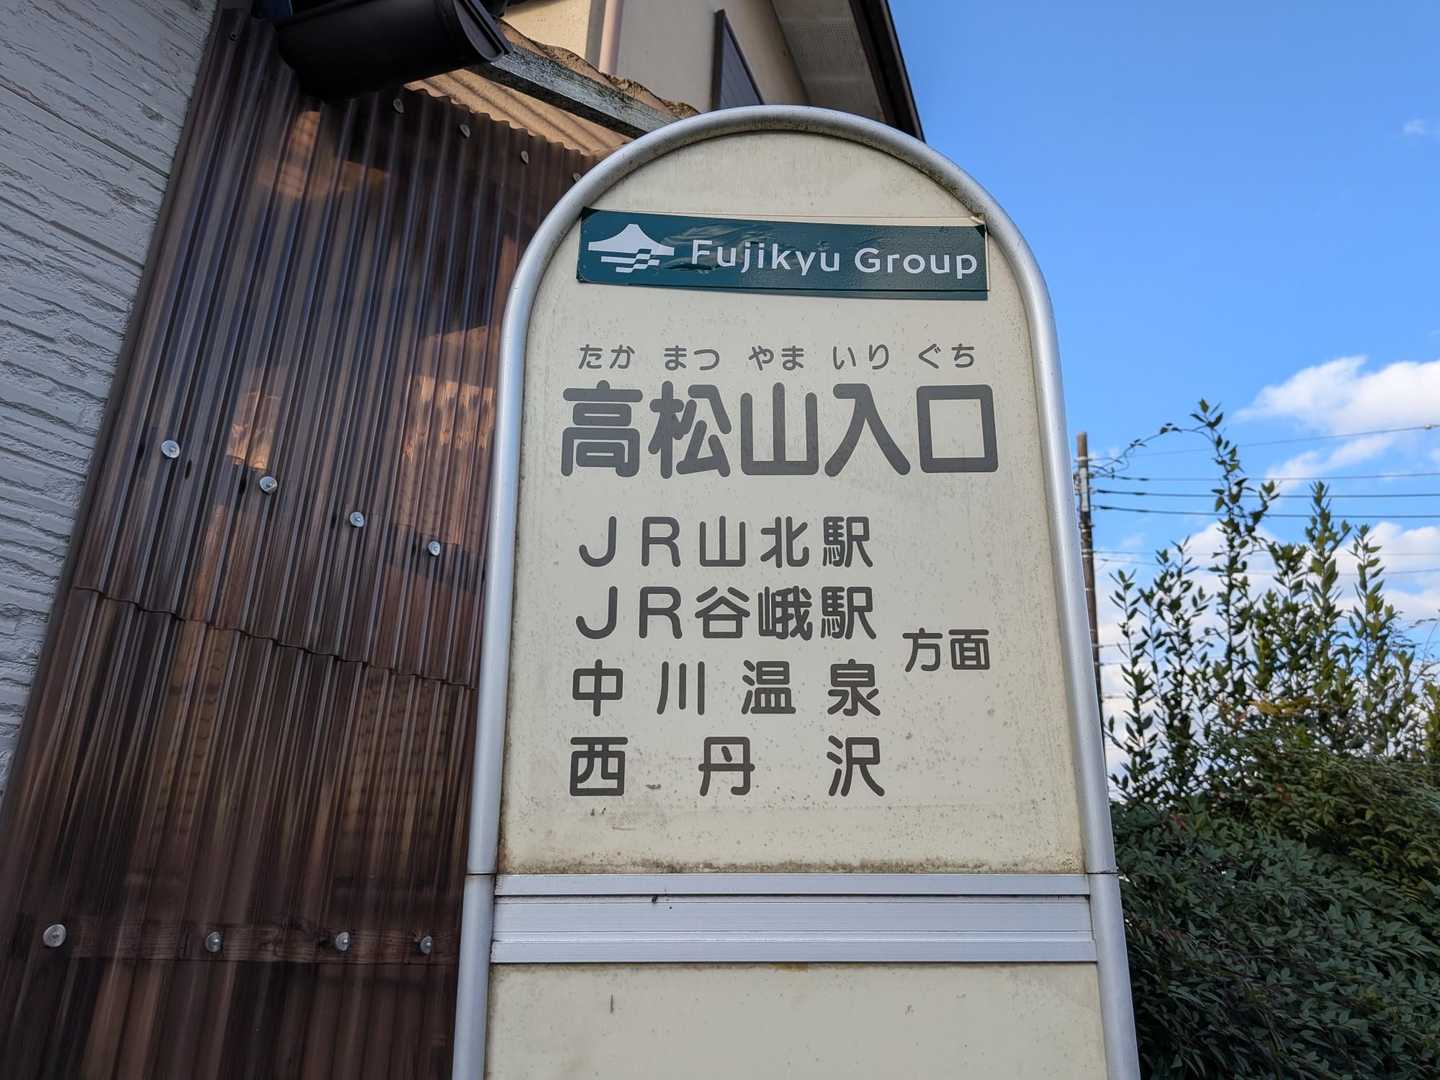 Fujikyu Group
たか まつ やま いり ぐち
高松山入口
JR山北駅
JR谷峨駅
方面
中川温泉
西丹沢